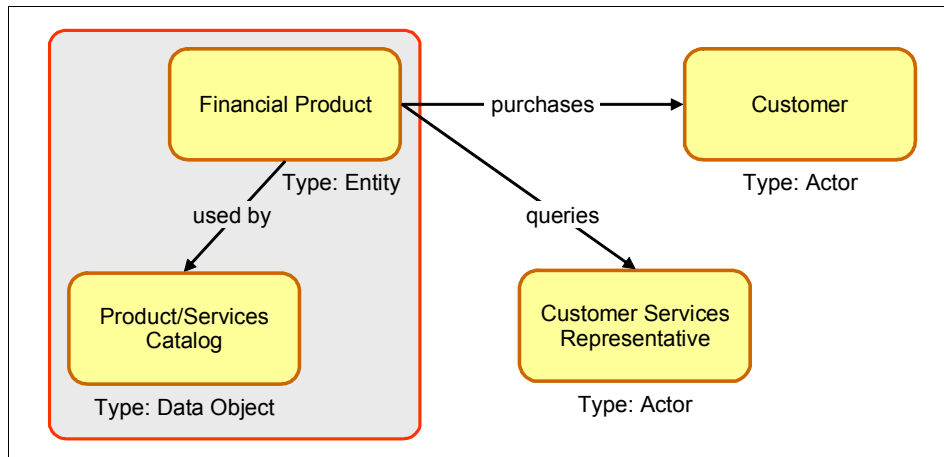 Financial Product
purchases
Customer
Type: Entity
Type: Actor
used by
queries
Product/Services
Catalog
Customer Services
Representative
Type: Data Object
Type: Actor